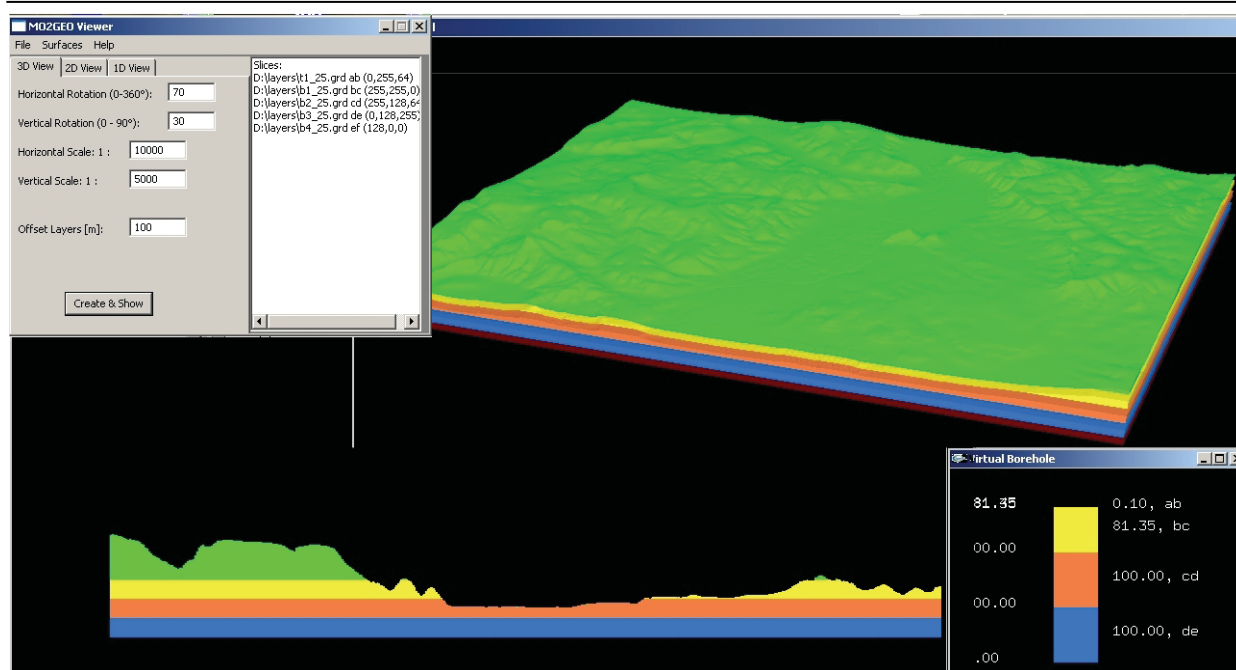 MO2GEO Viewer
File Surfaces Help
3D View 2D View 1D View
Horizontal Rotation (0-360°): 70
Vertical Rotation (0 - 90°): 30
Horizontal Scale: 1 : 10000
Vertical Scale: 1 : 5000
Offset Layers [m]: 100
Create & Show
Slices:
D:\layers\t1_25.grd ab (0,255,64)
D:\layers\b1_25.grd bc (255,255,0)
D:\layers\b2_25.grd cd (255,128,64
D:\layers\b3_25.grd de (0,128,255)
D:\layers\b4_25.grd ef (128,0,0)
Virtual Borehole
81.35
0.10, ab
81.35, bc
00.00
100.00, cd
00.00
100.00, de
.00